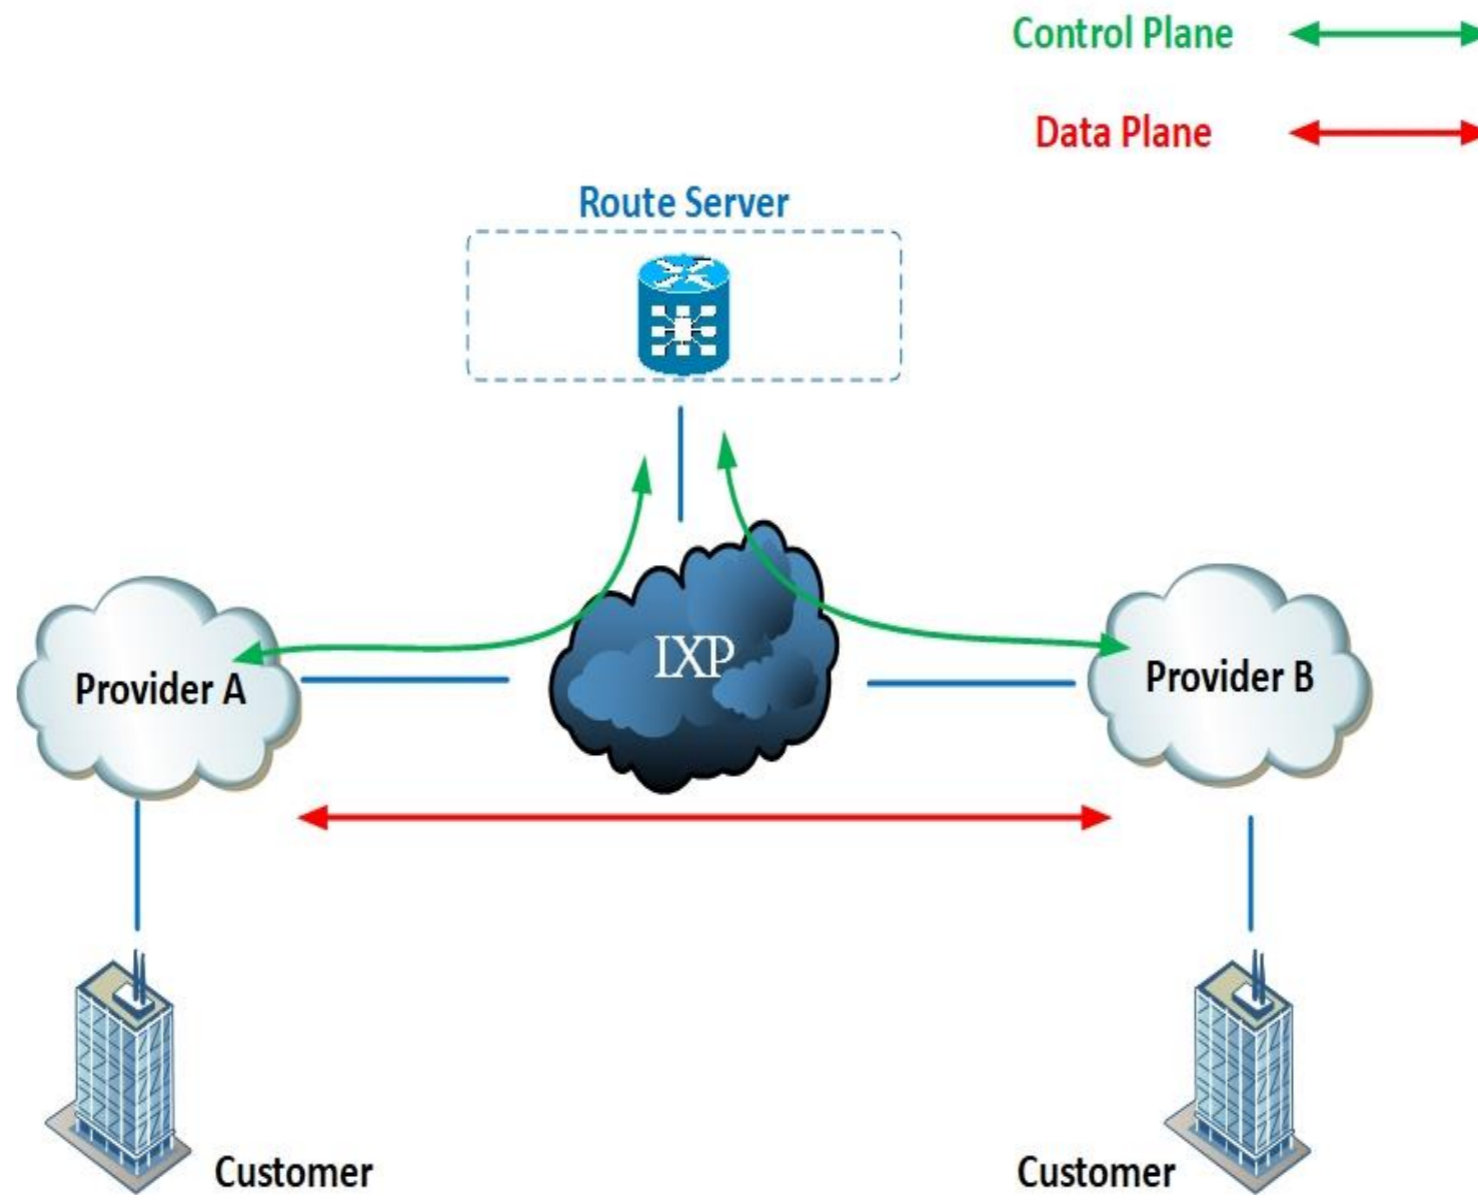 Control Plane
Data Plane
Route Server
IXP
Provider A
Provider B
Customer
Customer